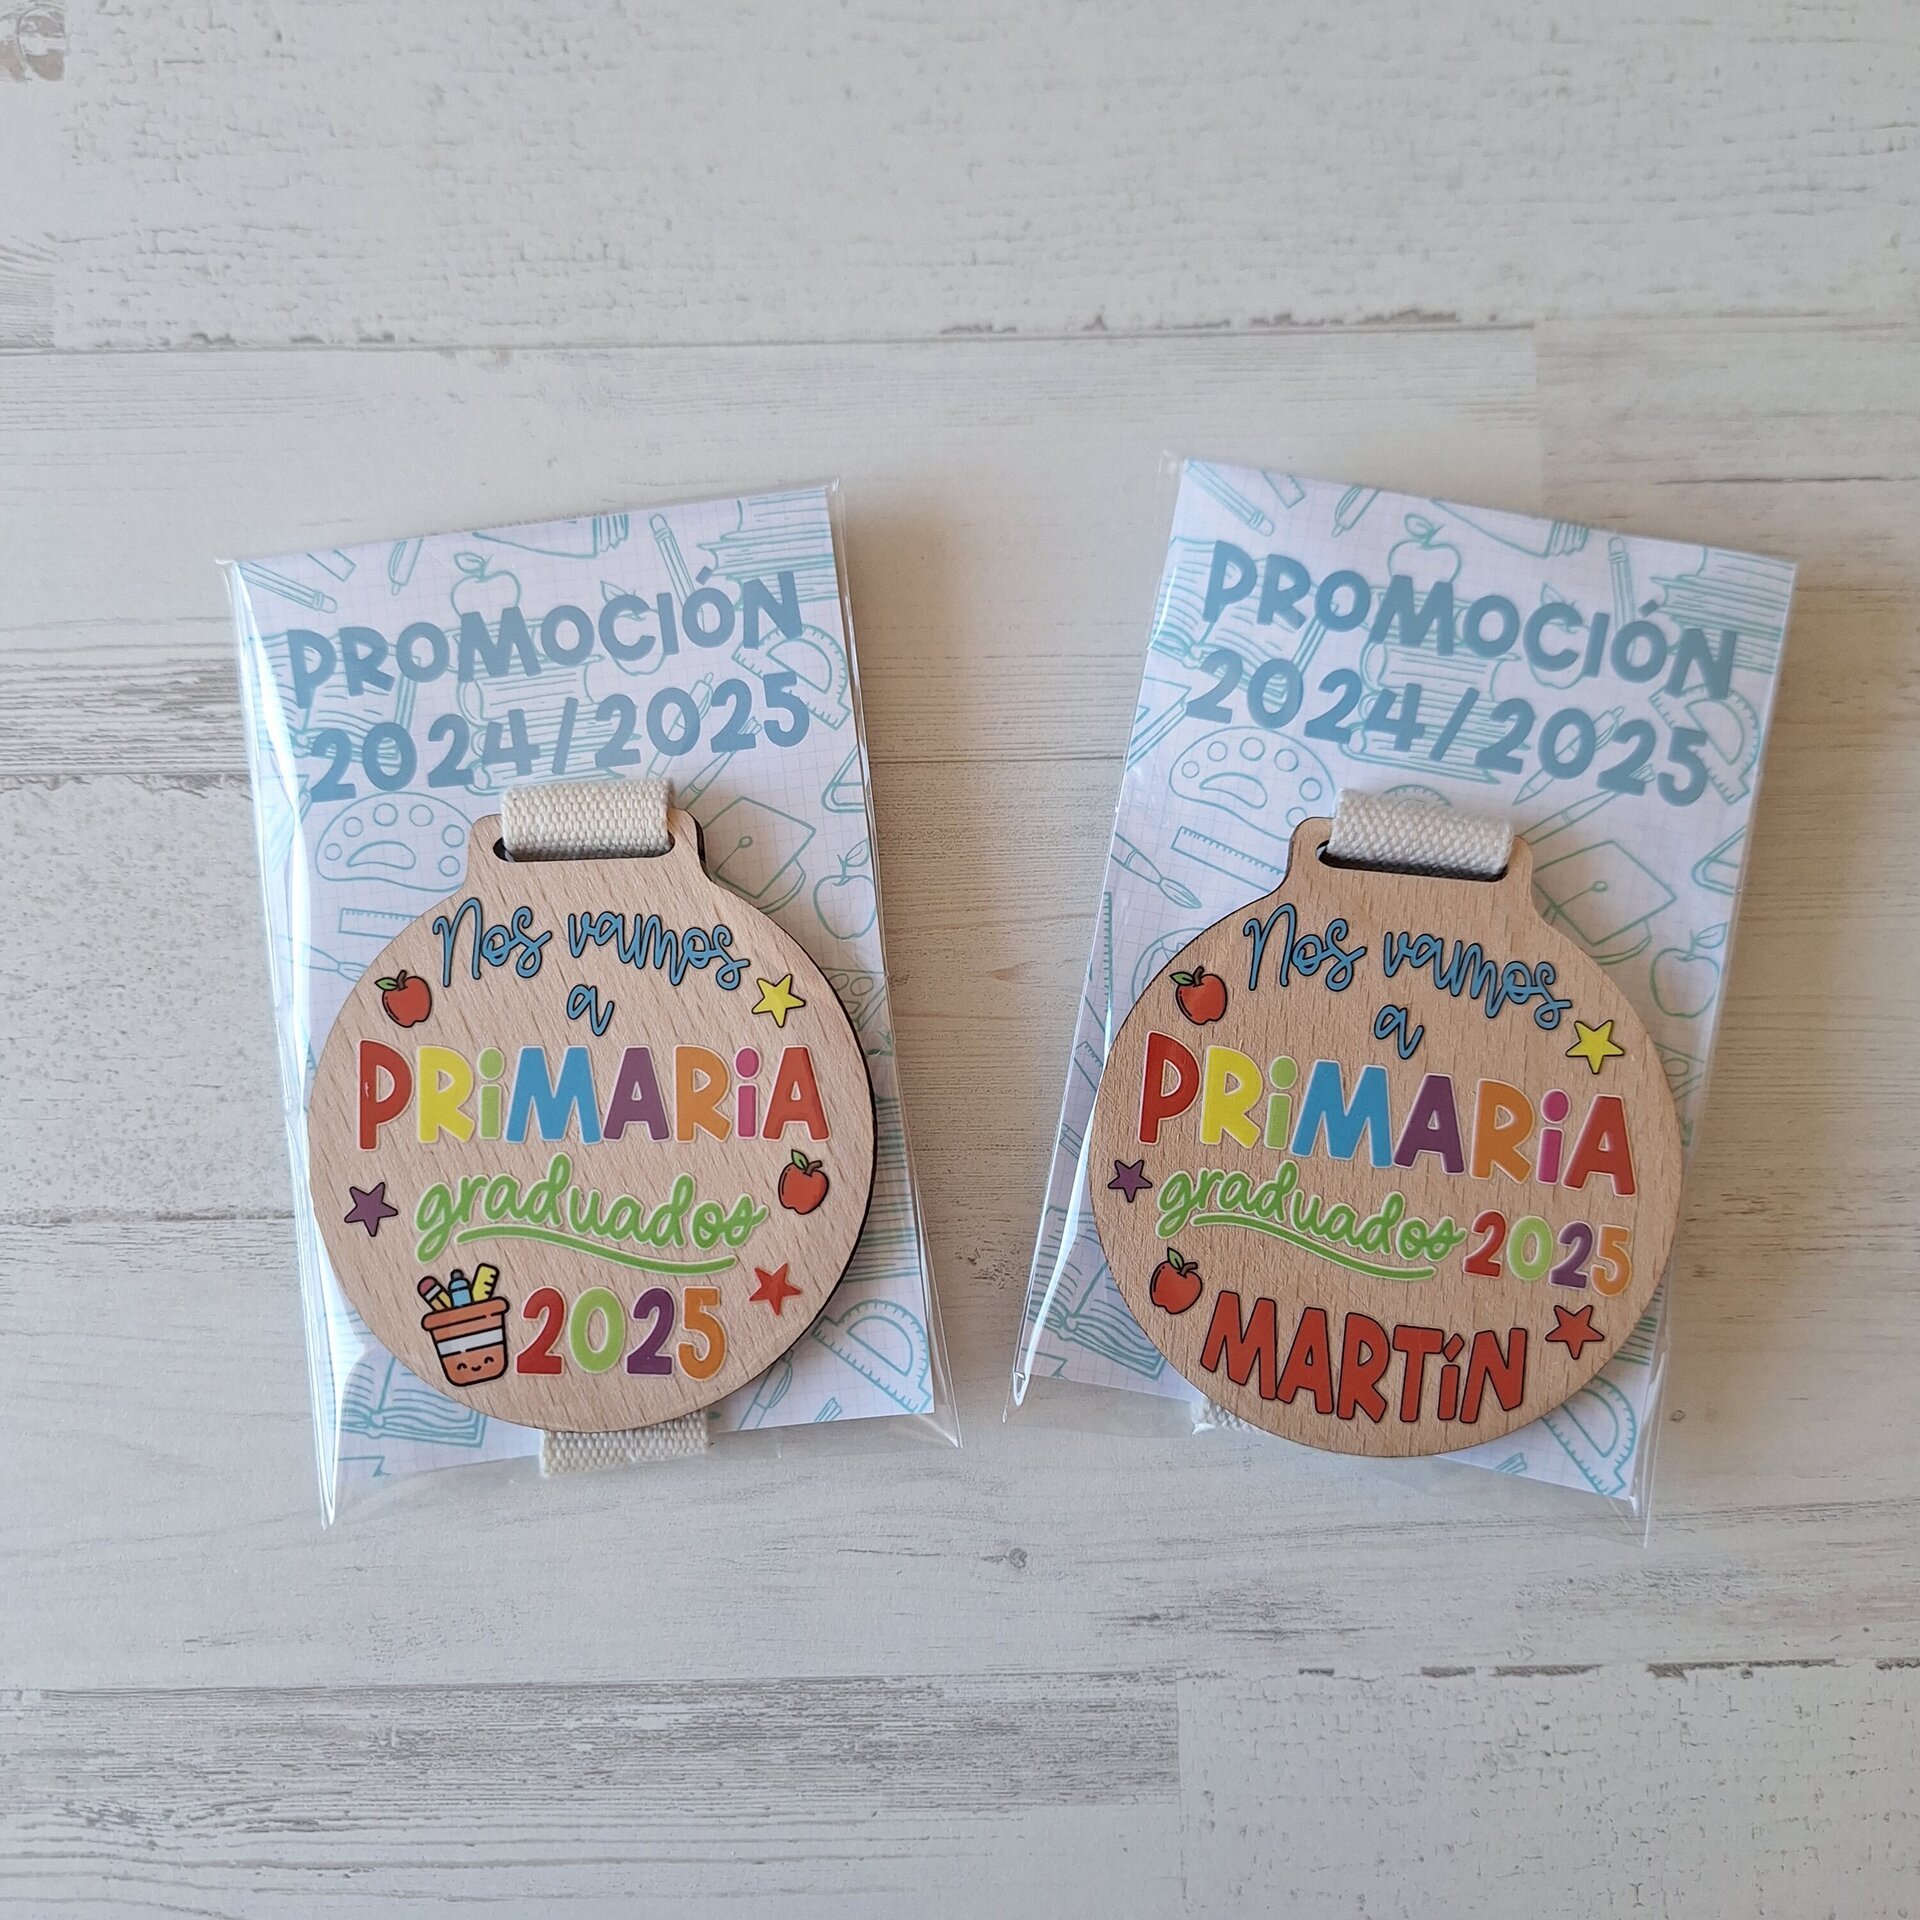 PROMOCIÓN
2024/2025
Nos vamos
a
PRiMARiA
graduados
2025
PROMOCIÓN
2024/2025
Nos vamos
a
PRiMARiA
graduados 2025
MARTíN